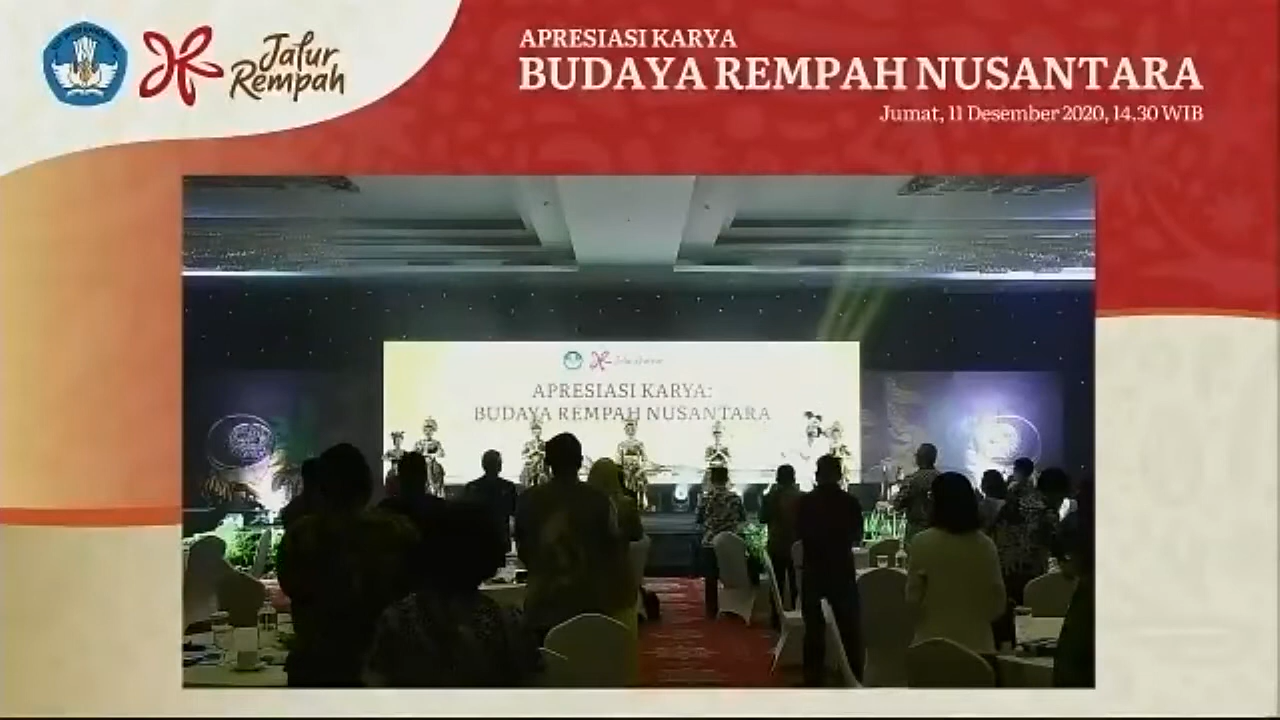 Jalur
Rempah
APRESIASI KARYA
BUDAYA REMPAH NUSANTARA
Jumat, 11 Desember 2020, 14.30 WIB
APRESIASI KARYA:
BUDAYA REMPAH NUSANTARA